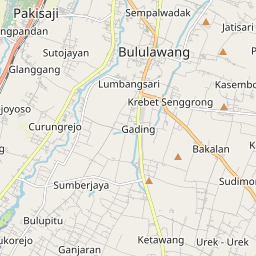 Pakisaji
Sempalwadak
Jatisari
ngpandan
Sutojayan
Bululawang
Glanggang
Lumbangsari
Kasembo
Krebet Senggrong
ejoyoso
Curungrejo
Gading
Bakalan
Sumberjaya
Sudimo
Bulupitu
ukorejo
Ketawang
Urek - Urek
Ganjaran